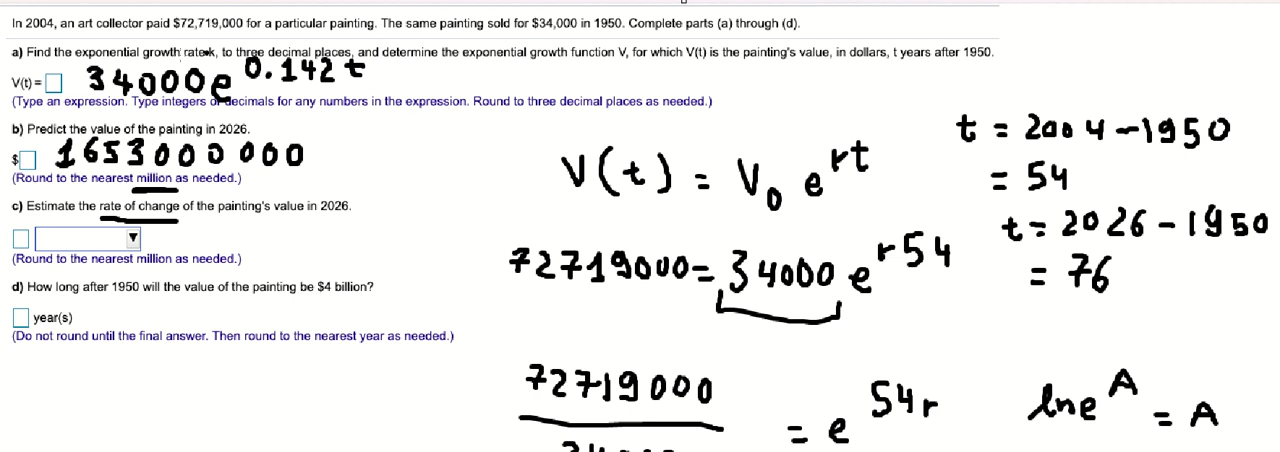 In 2004, an art collector paid $72,719,000 for a particular painting. The same painting sold for $34,000 in 1950. Complete parts (a) through (d).
a) Find the exponential growth rate k, to three decimal places, and determine the exponential growth function V, for which V(t) is the painting's value, in dollars, t years after 1950.
V(t) = 34000e^0.142t
(Type an expression. Type integers or decimals for any numbers in the expression. Round to three decimal places as needed.)
b) Predict the value of the painting in 2026.
$ 1653000000
(Round to the nearest million as needed.)
c) Estimate the rate of change of the painting's value in 2026.
(Round to the nearest million as needed.)
d) How long after 1950 will the value of the painting be $4 billion?
year(s)
(Do not round until the final answer. Then round to the nearest year as needed.)
t = 2004-1950
= 54
V(t) = V₀ e^rt
t = 2026 - 1950
= 76
72719000 = 34000 e^r54
72719000
= e^54r
lne^A = A